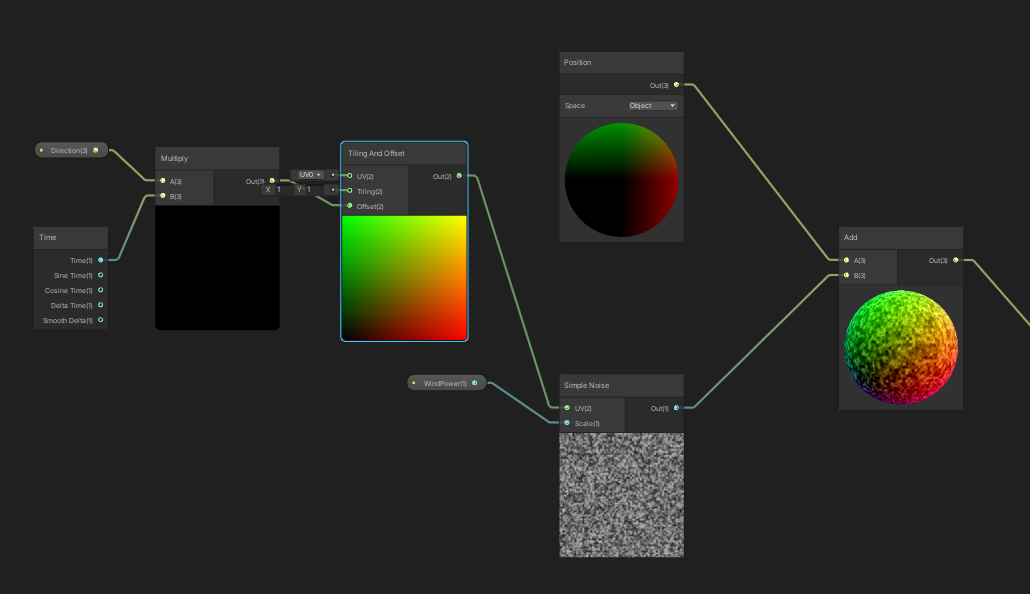 Direction(3)
Multiply
A(3)
B(3)
Out(3)
Time
Time(1)
Sine Time(1)
Cosine Time(1)
Delta Time(1)
Smooth Delta(1)
UV0
X 1 Y 1
Tiling And Offset
UV(2)
Tiling(2)
Offset(2)
Out(2)
Position
Out(3)
Space Object
WindPower(1)
Simple Noise
UV(2)
Scale(1)
Out(1)
Add
A(3)
B(3)
Out(3)